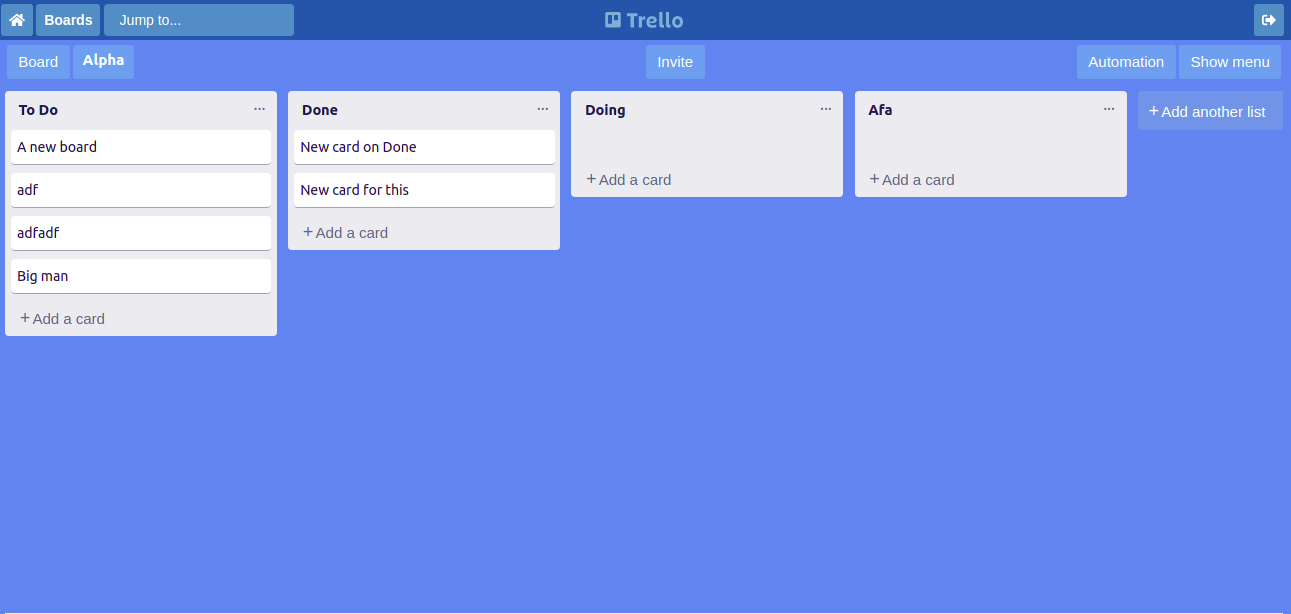 Boards Jump to... Trello
Board Alpha Invite Automation Show menu
To Do ... Done ... Doing ... Afa ... + Add another list
A new board New card on Done
adf New card for this + Add a card + Add a card
adfadf + Add a card
Big man
+ Add a card